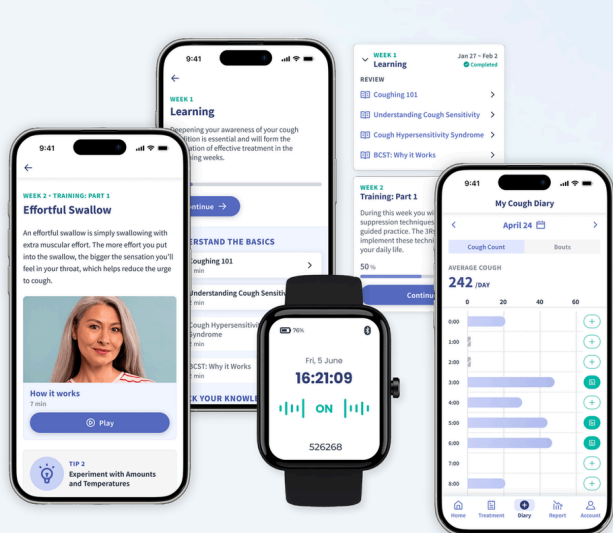 9:41
WEEK 2 • TRAINING: PART 1
Effortful Swallow
An effortful swallow is simply swallowing with
extra muscular effort. The more effort you put
into the swallow, the bigger the sensation you'll
feel in your throat, which helps reduce the urge
to cough.
How it works
7 min
Play
TIP 2
Experiment with Amounts
and Temperatures
9:41
WEEK 1
Learning
Deepening your awareness of your cough
is essential and will form the
of effective treatment in the
weeks.
Continue →
THE BASICS
Coughing 101
min
Understanding Cough
2 min
Cough
Syndrome
2 min
BCST: Why it Works
2 min
YOUR
76%
Fri, 5 June
16:21:09
ON
526268
WEEK 1
Learning
Jan 27 ~ Feb 2
Completed
REVIEW
Coughing 101
Understanding Cough Sensitivity
Cough Hypersensitivity Syndrome
BCST: Why it Works
WEEK 2
Training: Part 1
During this week you
suppression techniques
guided practice. The 3Rs
implement these
your daily life.
50 %
9:41
My Cough Diary
April 24
Cough Count
Bouts
AVERAGE COUGH
242 /DAY
0 20 40 60
0:00
1:00
2:00
3:00
4:00
5:00
6:00
7:00
8:00
Home Treatment Diary Report Account